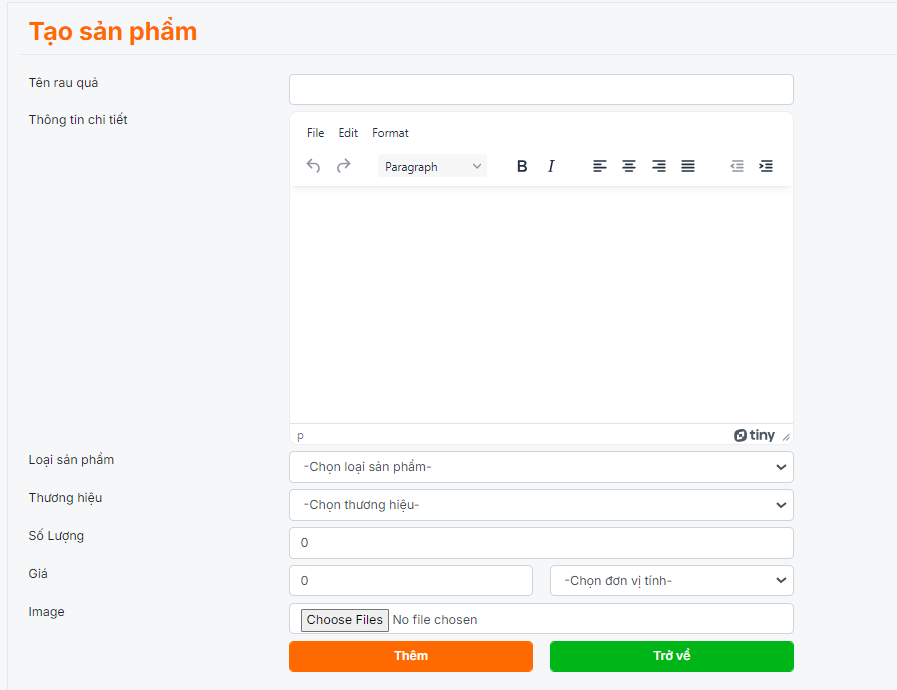 Tạo sản phẩm
Tên rau quả
Thông tin chi tiết
File Edit Format
Paragraph B I
p tiny
Loại sản phẩm -Chọn loại sản phẩm-
Thương hiệu -Chọn thương hiệu-
Số Lượng 0
Giá 0 -Chọn đơn vị tính-
Image Choose Files No file chosen
Thêm Trở về